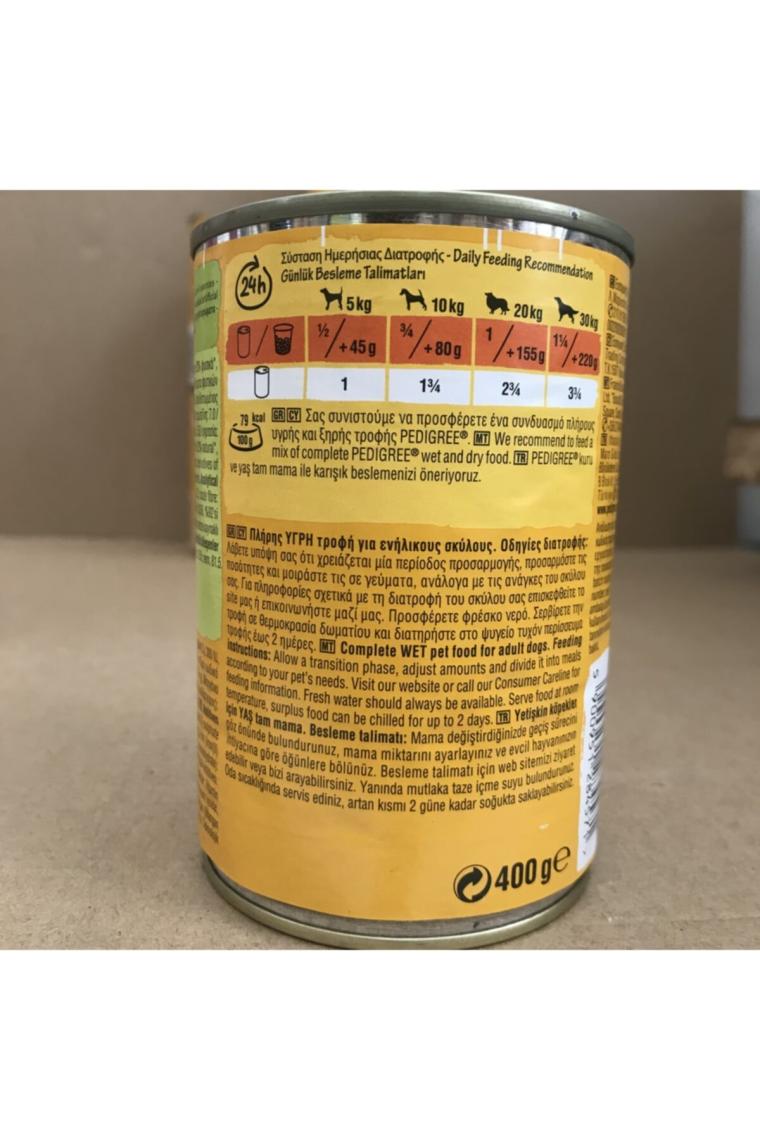 Σύσταση Ημερήσιας Διατροφής - Daily Feeding Recommendation
Günlük Besleme Talimatları
24h
5kg 10kg 20kg 30kg
½/+45g ¾/+80g 1/+155g 1¼/+220g
1 1¾ 2¾ 3¾
79 kcal
100 g
GR CY Σας συνιστούμε να προσφέρετε ένα συνδυασμό πλήρους
υγρής και ξηρής τροφής PEDIGREE®. MT We recommend to feed a
mix of complete PEDIGREE® wet and dry food. TR PEDIGREE® kuru
ve yaş tam mama ile karışık beslemenizi öneriyoruz.
GR CY Πλήρης ΥΓΡΗ τροφή για ενήλικους σκύλους. Οδηγίες διατροφής:
Λάβετε υπόψη σας ότι χρειάζεται μία περίοδος προσαρμογής, προσαρμόστε τις
ποσότητες και μοιράστε τις σε γεύματα, ανάλογα με τις ανάγκες του σκύλου
σας. Για πληροφορίες σχετικά με τη διατροφή του σκύλου σας επισκεφθείτε το
site μας ή επικοινωνήστε μαζί μας. Προσφέρετε φρέσκο νερό. Σερβίρετε την
τροφή σε θερμοκρασία δωματίου και διατηρήστε στο ψυγείο τυχόν περίσσευμα
τροφής έως 2 ημέρες. MT Complete WET pet food for adult dogs. Feeding
instructions: Allow a transition phase, adjust amounts and divide it into meals
according to your pet's needs. Visit our website or call our Consumer Careline for
feeding information. Fresh water should always be available. Serve food at room
temperature, surplus food can be chilled for up to 2 days. TR Yetişkin köpekler
için YAŞ tam mama. Besleme talimatı: Mama değiştirdiğinizde geçiş sürecini
göz önünde bulundurunuz, mama miktarını ayarlayınız ve evcil hayvanınızın
ihtiyacına göre öğünlere bölünüz. Besleme talimatı için web sitemizi ziyaret
edebilir veya bizi arayabilirsiniz. Yanında mutlaka taze içme suyu bulundurunuz.
Oda sıcaklığında servis ediniz, artan kısmı 2 güne kadar soğukta saklayabilirsiniz.
400 g e